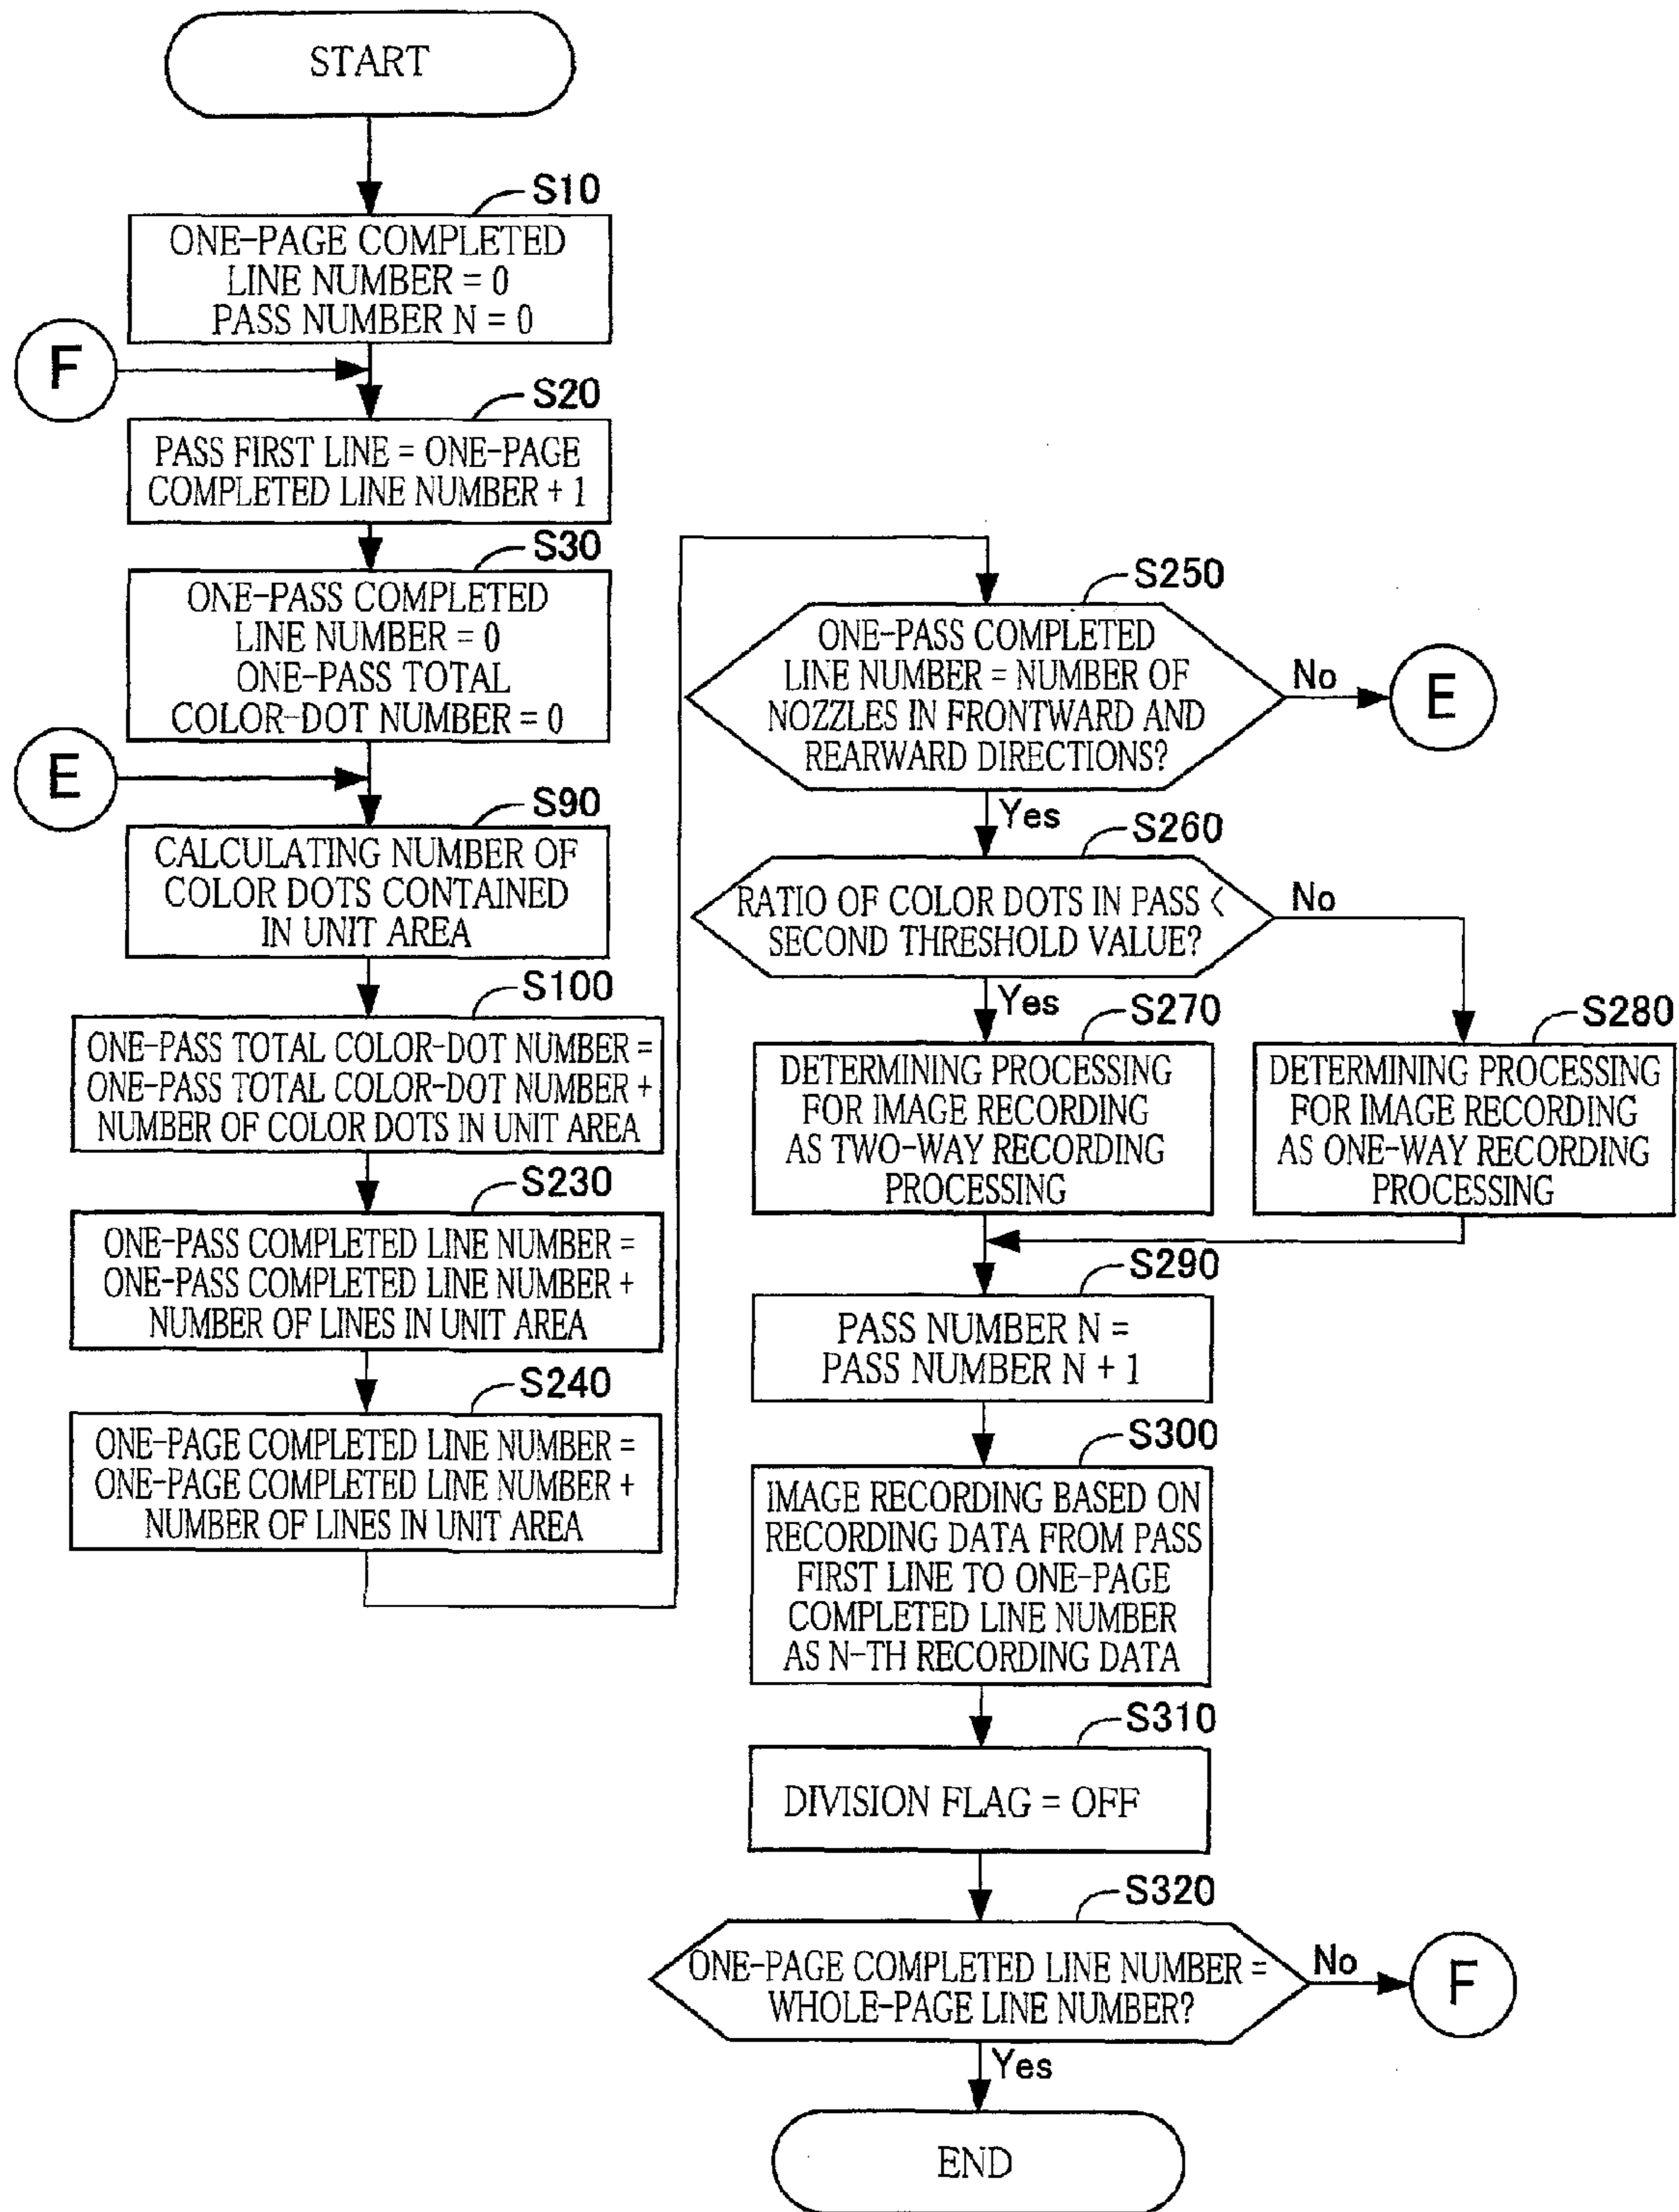 START
S10
ONE-PAGE COMPLETED
LINE NUMBER = 0
PASS NUMBER N = 0
F
S20
PASS FIRST LINE = ONE-PAGE
COMPLETED LINE NUMBER + 1
S30
ONE-PASS COMPLETED
LINE NUMBER = 0
ONE-PASS TOTAL
COLOR-DOT NUMBER = 0
E
S90
CALCULATING NUMBER OF
COLOR DOTS CONTAINED
IN UNIT AREA
S100
ONE-PASS TOTAL COLOR-DOT NUMBER =
ONE-PASS TOTAL COLOR-DOT NUMBER +
NUMBER OF COLOR DOTS IN UNIT AREA
S230
ONE-PASS COMPLETED LINE NUMBER =
ONE-PASS COMPLETED LINE NUMBER +
NUMBER OF LINES IN UNIT AREA
S240
ONE-PAGE COMPLETED LINE NUMBER =
ONE-PAGE COMPLETED LINE NUMBER +
NUMBER OF LINES IN UNIT AREA
S250
ONE-PASS COMPLETED
LINE NUMBER = NUMBER OF
NOZZLES IN FRONTWARD AND
REARWARD DIRECTIONS?
No
E
Yes
S260
RATIO OF COLOR DOTS IN PASS <
SECOND THRESHOLD VALUE?
No
Yes
S270
DETERMINING PROCESSING
FOR IMAGE RECORDING
AS TWO-WAY RECORDING
PROCESSING
S280
DETERMINING PROCESSING
FOR IMAGE RECORDING
AS ONE-WAY RECORDING
PROCESSING
S290
PASS NUMBER N =
PASS NUMBER N + 1
S300
IMAGE RECORDING BASED ON
RECORDING DATA FROM PASS
FIRST LINE TO ONE-PAGE
COMPLETED LINE NUMBER
AS N-TH RECORDING DATA
S310
DIVISION FLAG = OFF
S320
ONE-PAGE COMPLETED LINE NUMBER =
WHOLE-PAGE LINE NUMBER?
No
F
Yes
END